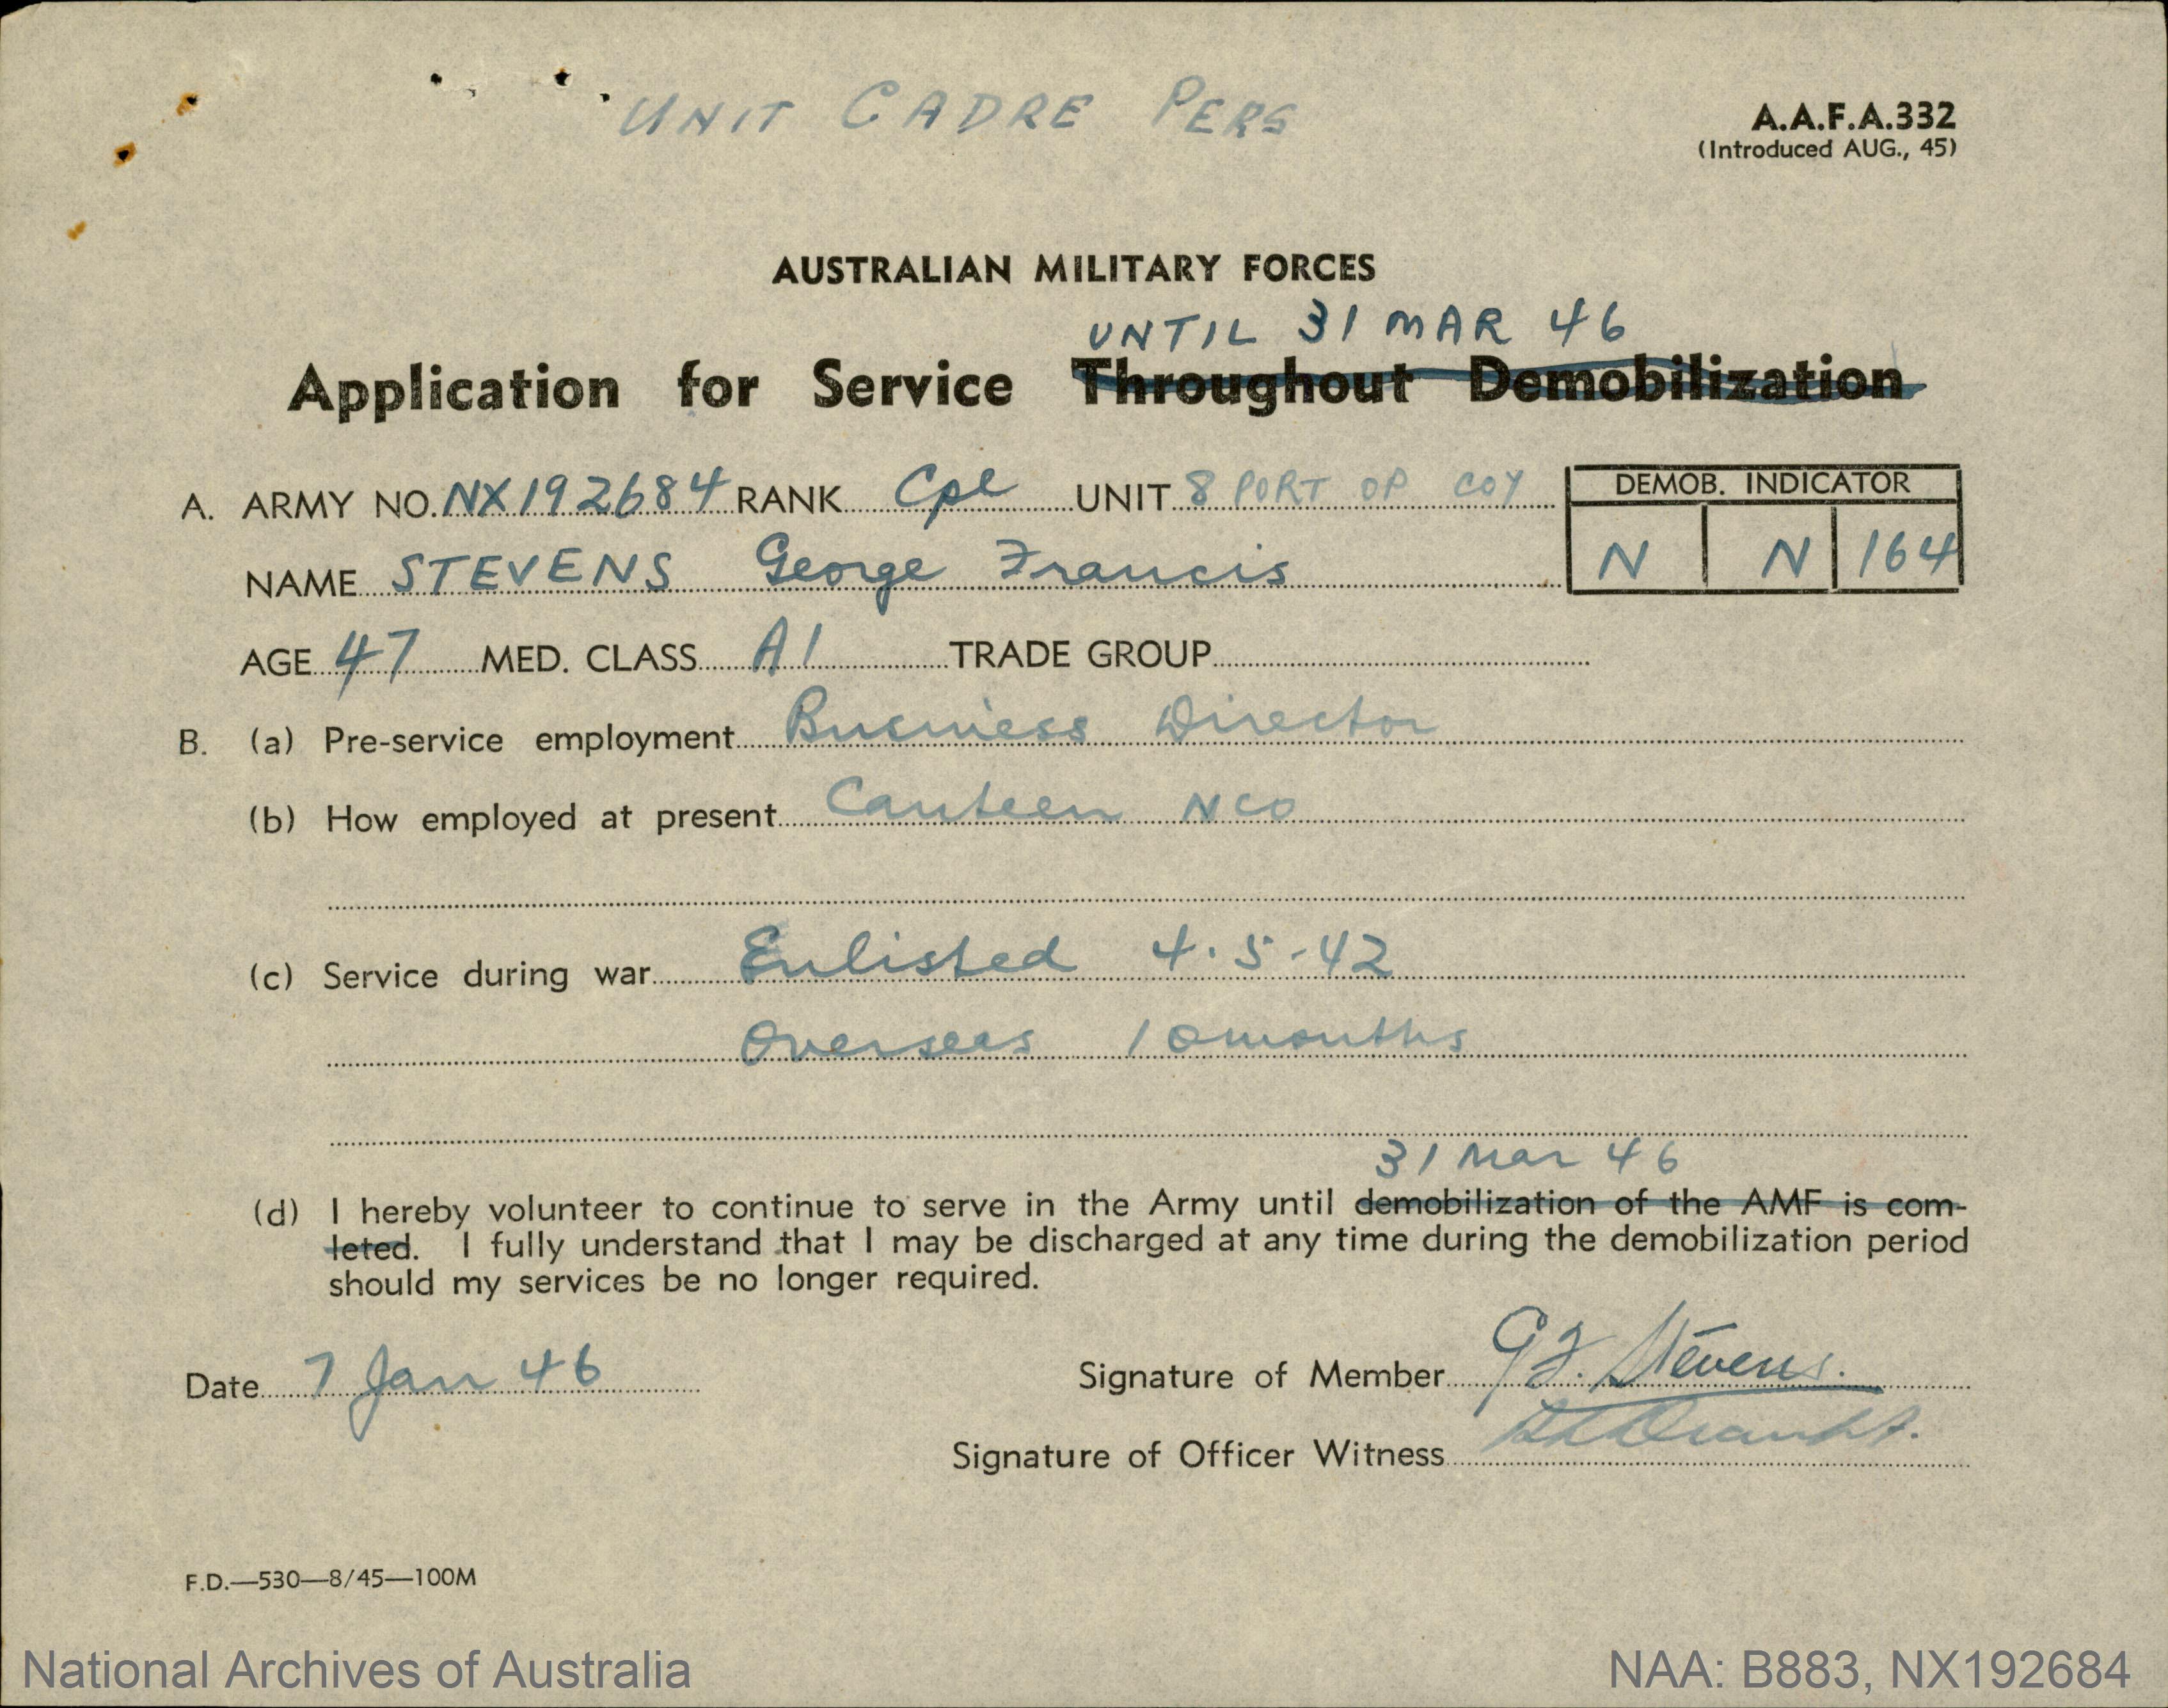 UNIT CADRE PERS
A.A.F.A.332
(Introduced AUG., 45)
AUSTRALIAN MILITARY FORCES
UNTIL 31 MAR 46
Application for Service Throughout Demobilization
A. ARMY NO. NX192684 RANK Cpl UNIT 8 PORT OP COY
DEMOB. INDICATOR
N N 164
NAME STEVENS George Francis
AGE 47 MED. CLASS A1 TRADE GROUP
B. (a) Pre-service employment Business Director
(b) How employed at present Canteen NCO
(c) Service during war Enlisted 4.5.42
Overseas 10 months
31 Mar 46
(d) I hereby volunteer to continue to serve in the Army until demobilization of the AMF is com-
leted. I fully understand that I may be discharged at any time during the demobilization period
should my services be no longer required.
Date 7 Jan 46
Signature of Member G F. Stevens.
Signature of Officer Witness
F.D.—530—8/45—100M
National Archives of Australia
NAA: B883, NX192684